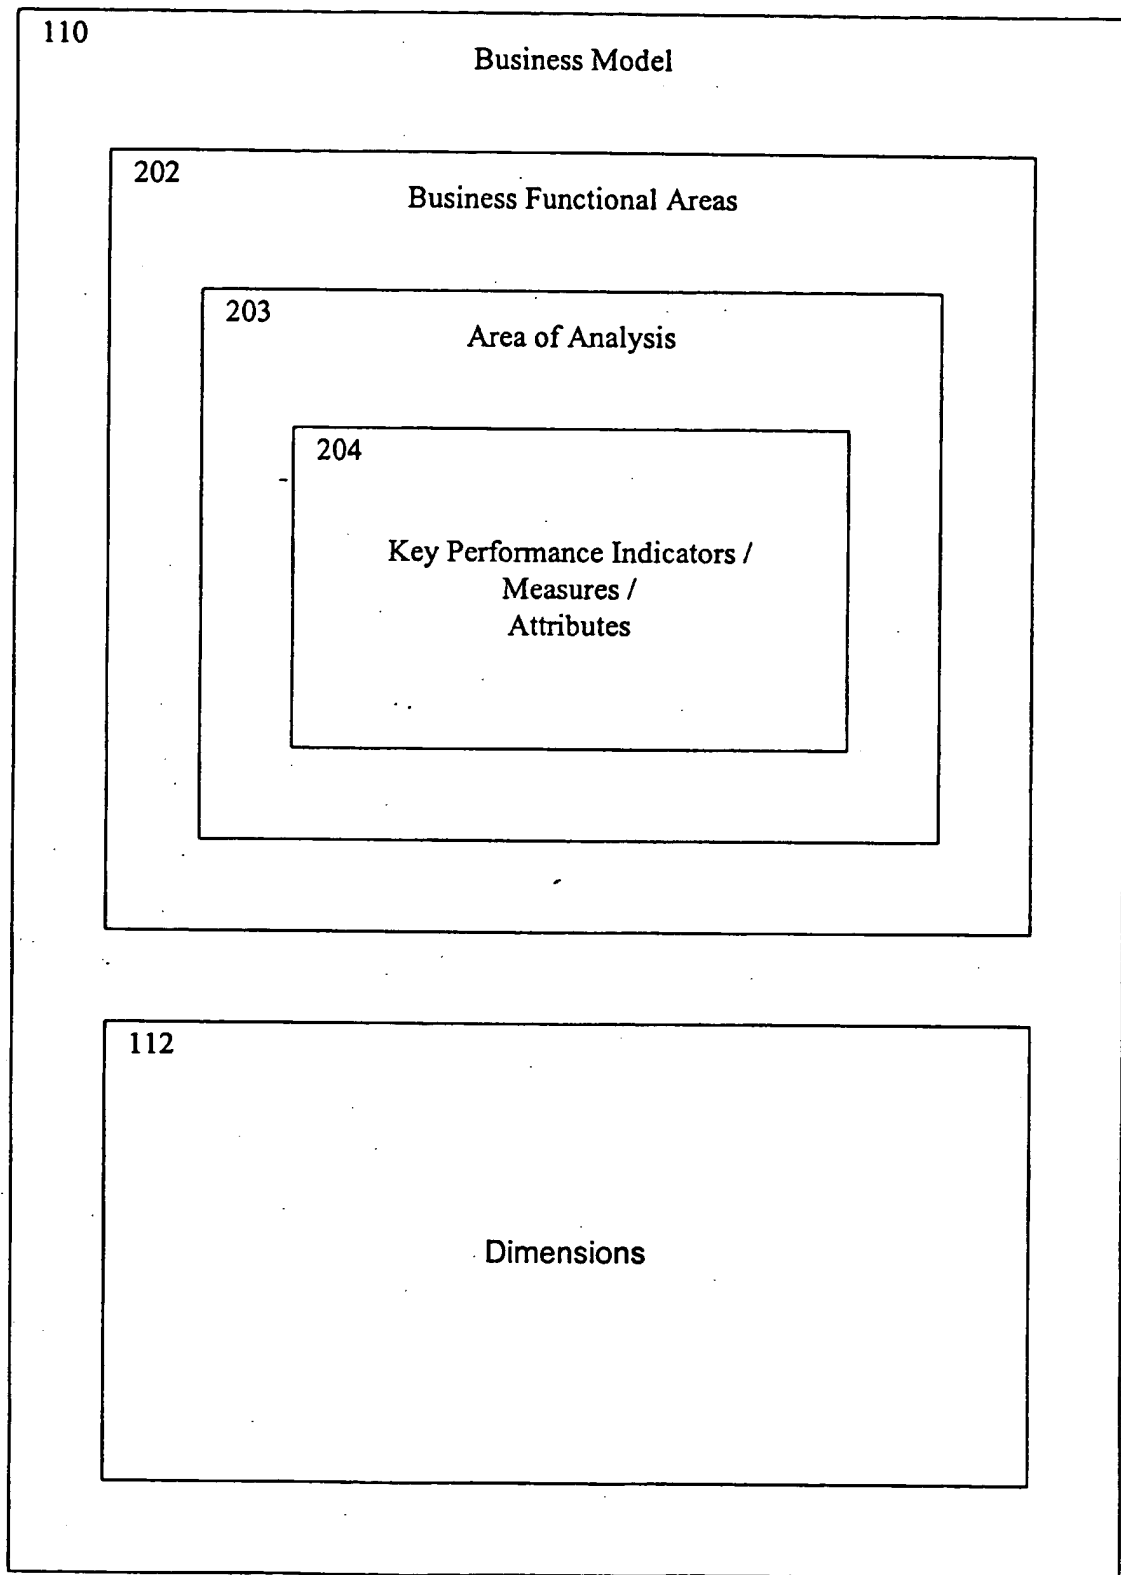 110
Business Model
202
Business Functional Areas
203
Area of Analysis
204
Key Performance Indicators /
Measures /
Attributes
112
Dimensions